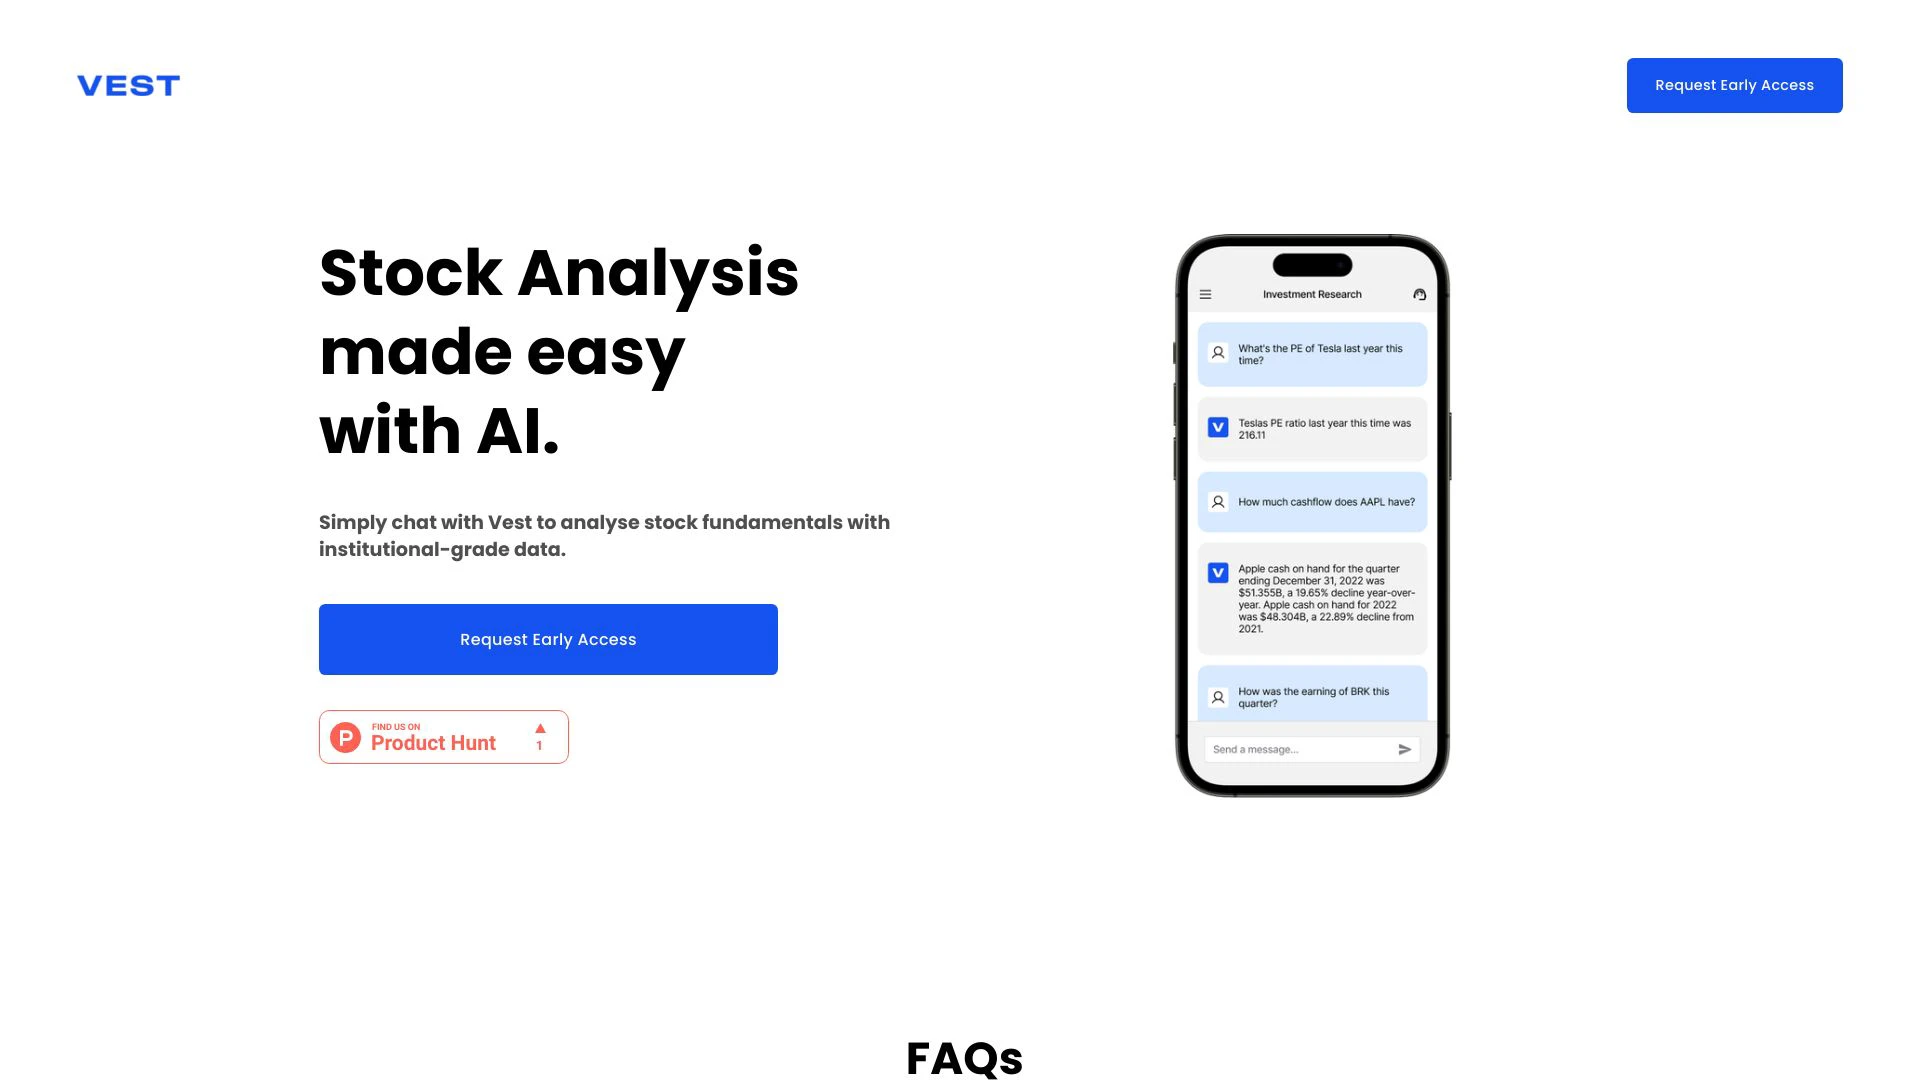 VEST
Request Early Access
Stock Analysis
made easy
with AI.
Simply chat with Vest to analyse stock fundamentals with
institutional-grade data.
Request Early Access
FIND US ON
Product Hunt
1
Investment Research
What's the PE of Tesla last year this
time?
V
Teslas PE ratio last year this time was
216.11
How much cashflow does AAPL have?
V
Apple cash on hand for the quarter
ending December 31, 2022 was
$51.355B, a 19.65% decline year-over-
year. Apple cash on hand for 2022
was $48.304B, a 22.89% decline from
2021.
How was the earning of BRK this
quarter?
Send a message...
FAQs